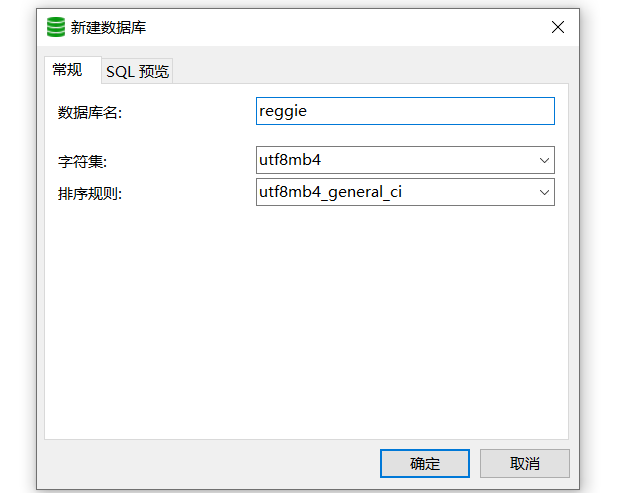 新建数据库
常规 SQL 预览
数据库名: reggie
字符集: utf8mb4
排序规则: utf8mb4_general_ci
确定 取消